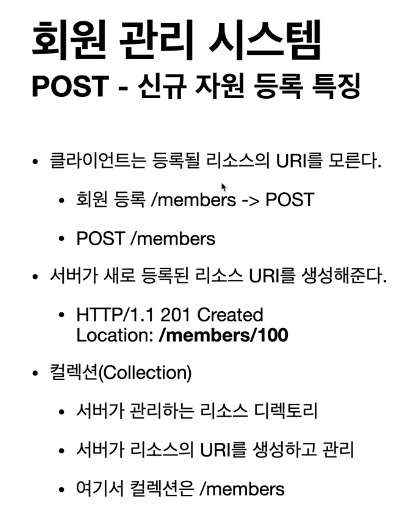 회원 관리 시스템
POST - 신규 자원 등록 특징
• 클라이언트는 등록될 리소스의 URI를 모른다.
• 회원 등록 /members -> POST
• POST /members
• 서버가 새로 등록된 리소스 URI를 생성해준다.
• HTTP/1.1 201 Created
Location: /members/100
• 컬렉션(Collection)
• 서버가 관리하는 리소스 디렉토리
• 서버가 리소스의 URI를 생성하고 관리
• 여기서 컬렉션은 /members